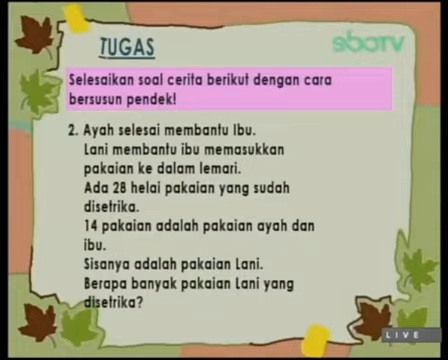 TUGAS
Selesaikan soal cerita berikut dengan cara
bersusun pendek!
2. Ayah selesai membantu Ibu.
Lani membantu ibu memasukkan
pakaian ke dalam lemari.
Ada 28 helai pakaian yang sudah
disetrika.
14 pakaian adalah pakaian ayah dan
ibu.
Sisanya adalah pakaian Lani.
Berapa banyak pakaian Lani yang
disetrika?
LIVE